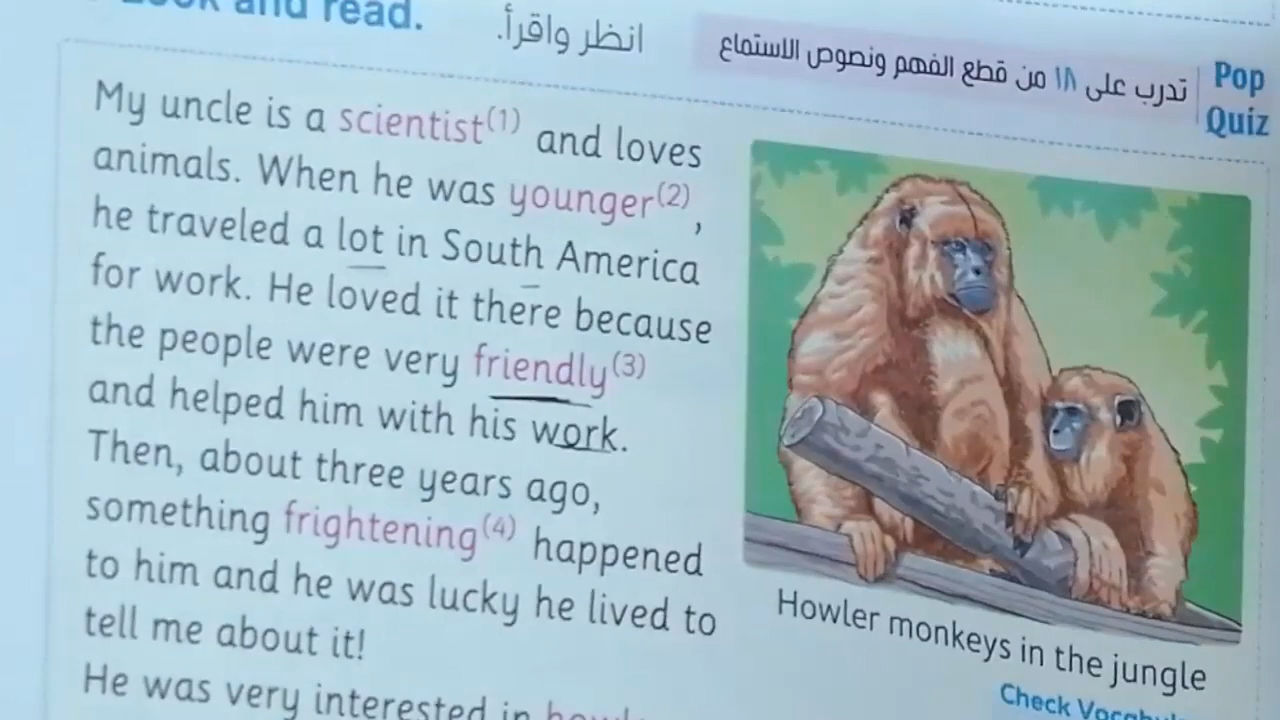 and read.
انظر واقرأ.
تدرب على ١٨ من قطع الفهم ونصوص الاستماع
Pop
Quiz
My uncle is a scientist(1) and loves
animals. When he was younger(2),
he traveled a lot in South America
for work. He loved it there because
the people were very friendly(3)
and helped him with his work.
Then, about three years ago,
something frightening(4) happened
to him and he was lucky he lived to
tell me about it!
He was very interested in
Howler monkeys in the jungle
Check